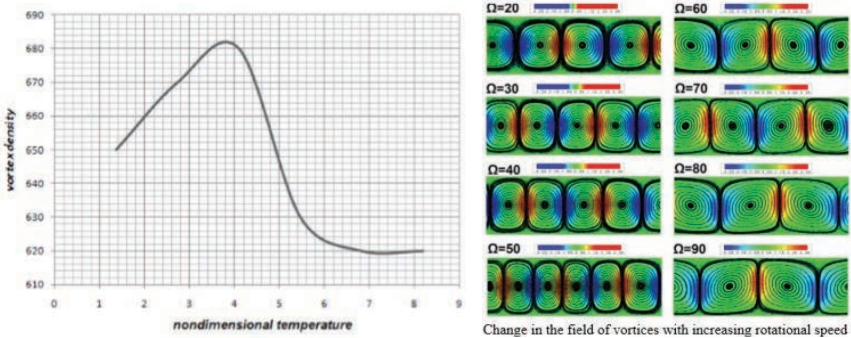 690
680
670
660
650
640
630
620
610
0 1 2 3 4 5 6 7 8 9
vortex density
nondimensional temperature
Ω=20
Ω=60
Ω=30
Ω=70
Ω=40
Ω=80
Ω=50
Ω=90
Change in the field of vortices with increasing rotational speed